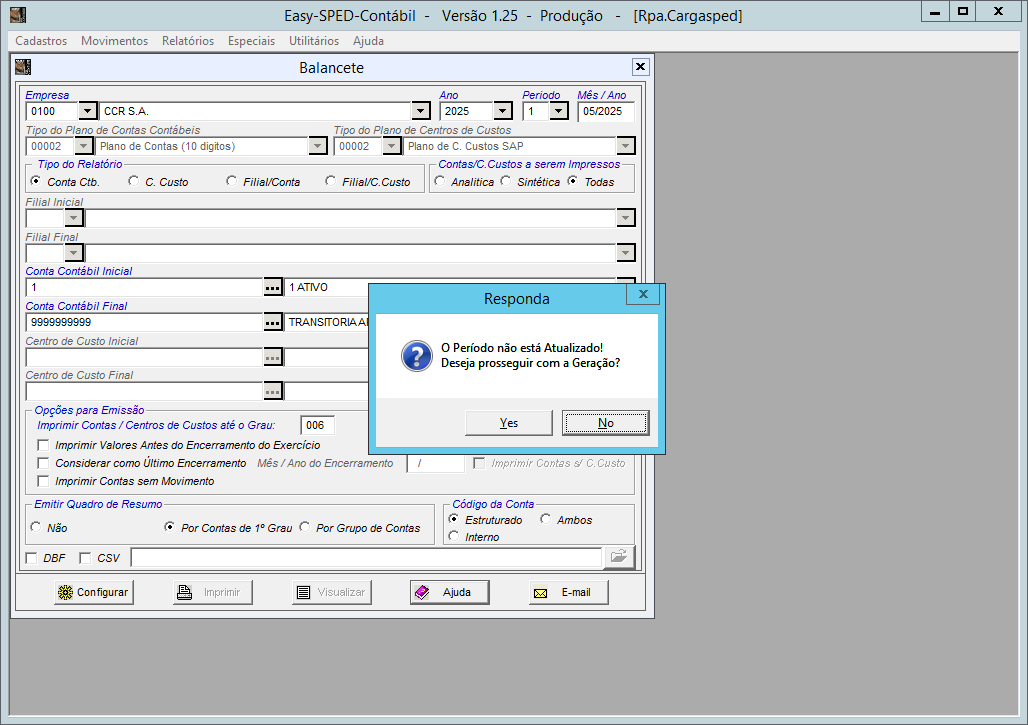 Easy-SPED-Contábil - Versão 1.25 - Produção - [Rpa.Cargasped]
Cadastros Movimentos Relatórios Especiais Utilitários Ajuda
Balancete
Empresa Ano Periodo Mês / Ano
0100 CCR S.A. 2025 1 05/2025
Tipo do Plano de Contas Contábeis Tipo do Plano de Centros de Custos
00002 Plano de Contas (10 digitos) 00002 Plano de C. Custos SAP
Tipo do Relatório Contas/C.Custos a serem Impressos
Conta Ctb. C. Custo Filial/Conta Filial/C.Custo Analitica Sintética Todas
Filial Inicial
Filial Final
Conta Contábil Inicial
1 1 ATIVO
Conta Contábil Final
9999999999 TRANSITORIA
Centro de Custo Inicial
Centro de Custo Final
Responda
O Período não está Atualizado!
Deseja prosseguir com a Geração?
Yes No
Opções para Emissão
Imprimir Contas / Centros de Custos até o Grau: 006
Imprimir Valores Antes do Encerramento do Exercício
Considerar como Último Encerramento Mês / Ano do Encerramento / Imprimir Contas s/ C.Custo
Imprimir Contas sem Movimento
Emitir Quadro de Resumo Código da Conta
Não Por Contas de 1º Grau Por Grupo de Contas Estruturado Ambos
Interno
DBF CSV
Configurar Imprimir Visualizar Ajuda E-mail